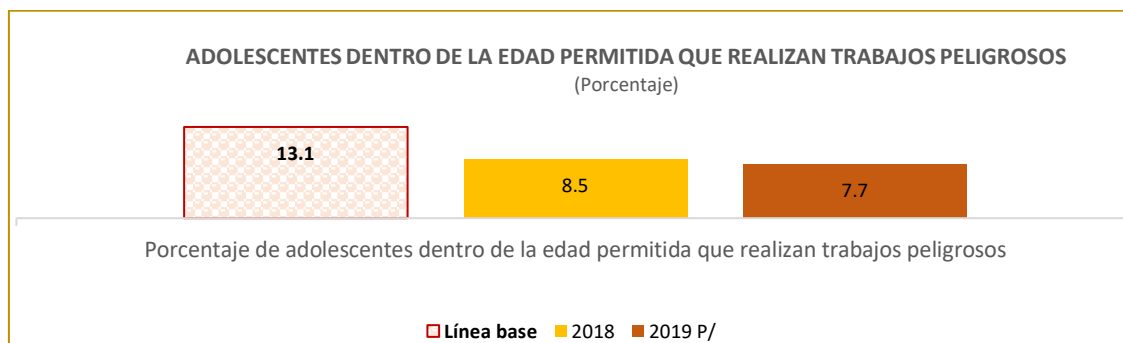 ADOLESCENTES DENTRO DE LA EDAD PERMITIDA QUE REALIZAN TRABAJOS PELIGROSOS
(Porcentaje)
13.1
8.5
7.7
Porcentaje de adolescentes dentro de la edad permitida que realizan trabajos peligrosos
Línea base 2018 2019 P/